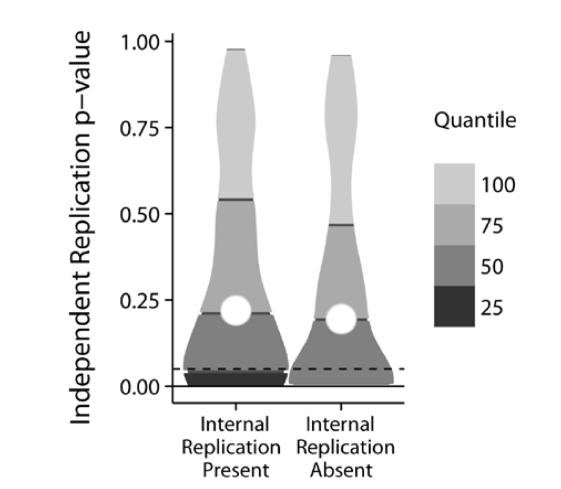 Independent Replication p−value
1.00
0.75
0.50
0.25
0.00
Internal
Replication
Present
Internal
Replication
Absent
Quantile
100
75
50
25